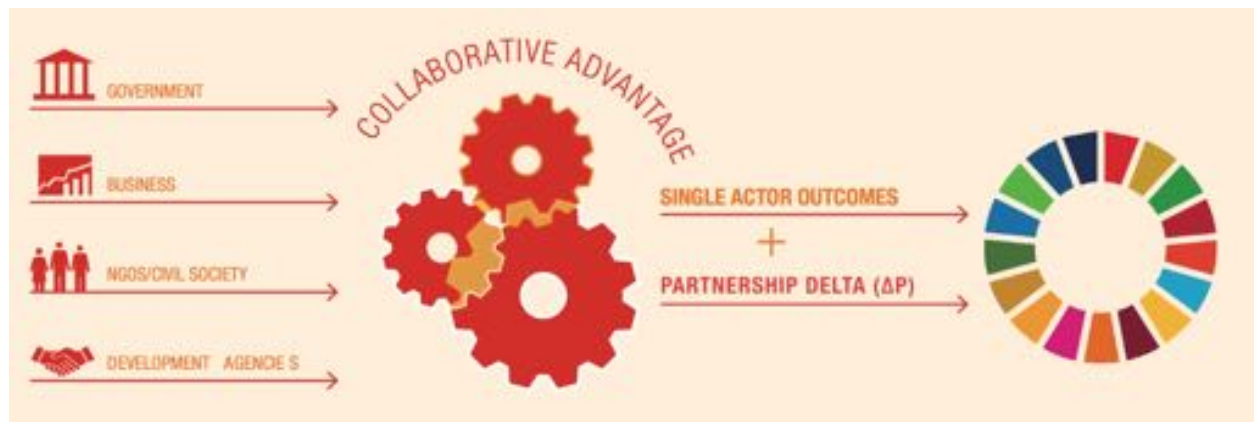 GOVERNMENT
BUSINESS
NGOS/CIVIL SOCIETY
DEVELOPMENT AGENCIE S
COLLABORATIVE ADVANTAGE
SINGLE ACTOR OUTCOMES
+
PARTNERSHIP DELTA (ΔP)